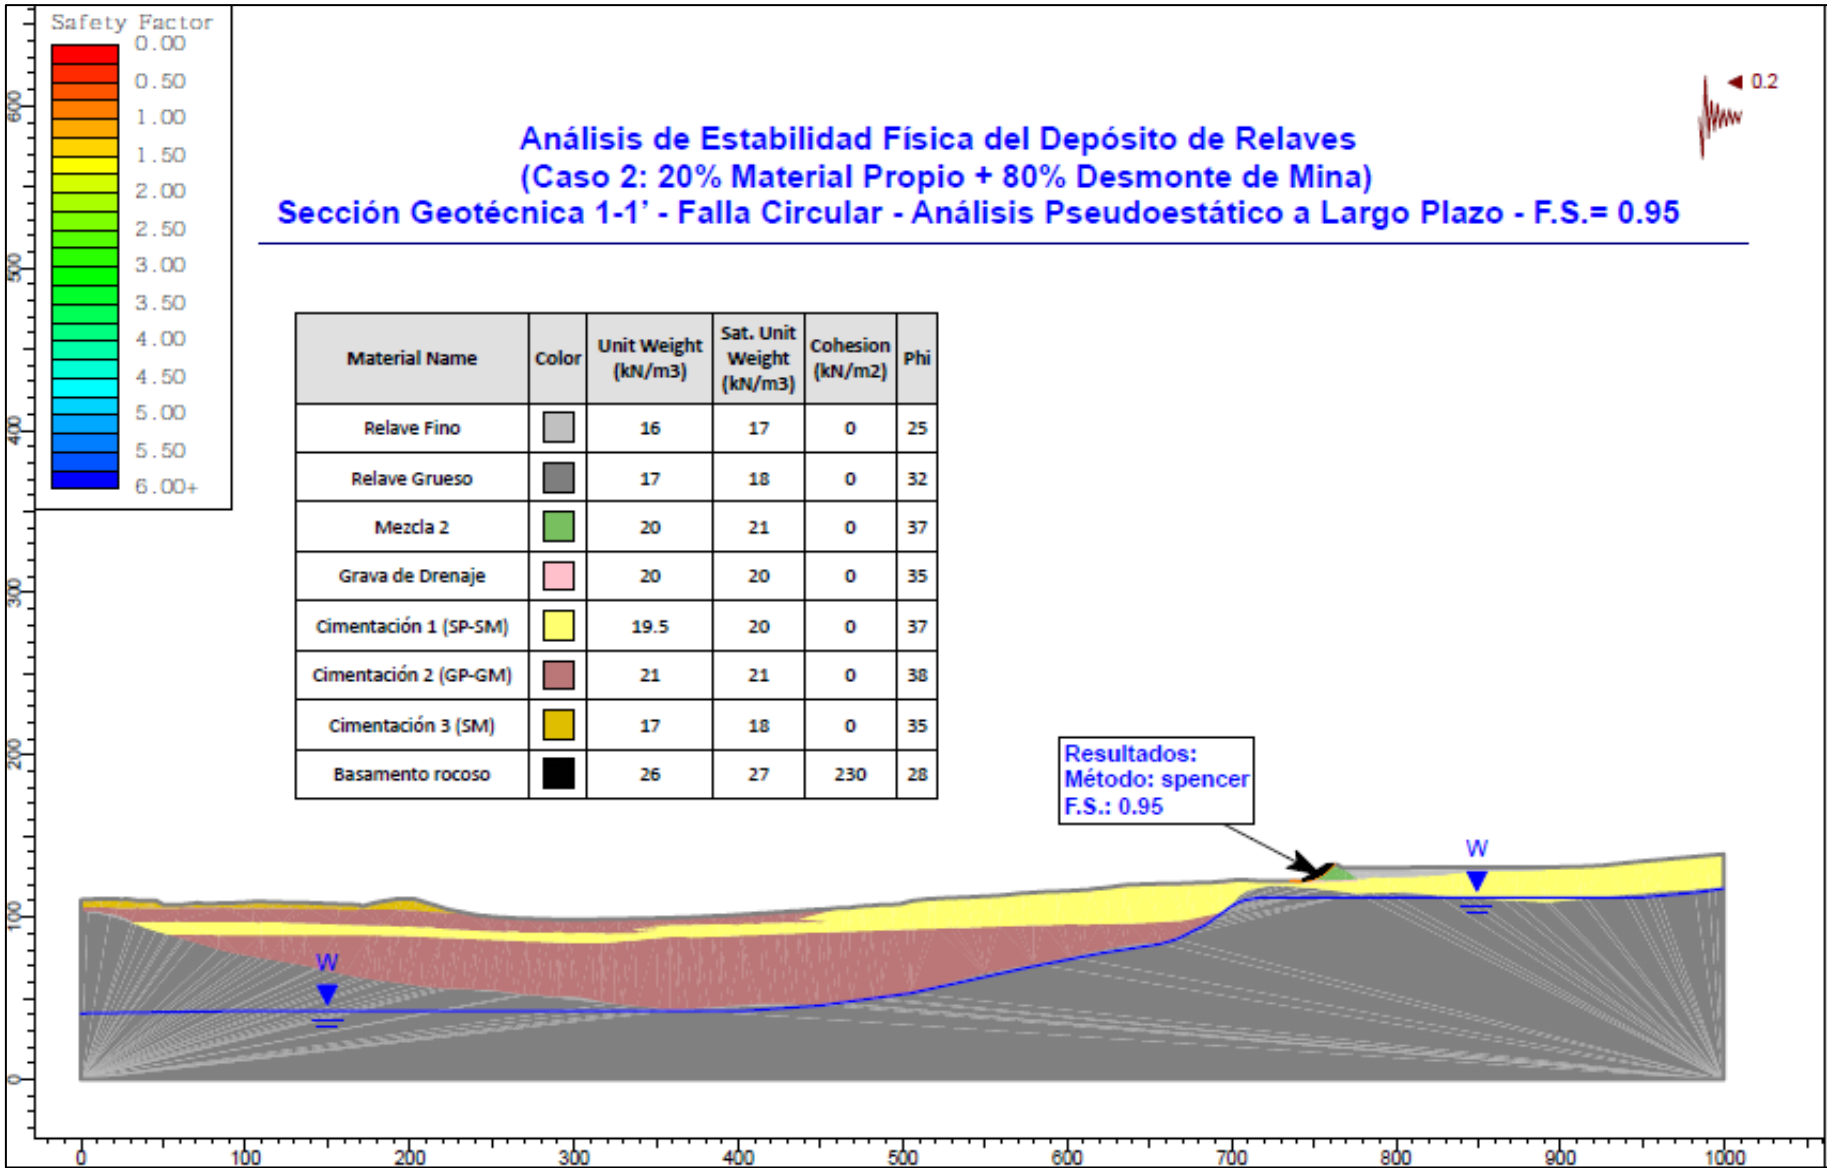 Safety Factor
0.00
0.50
1.00
1.50
2.00
2.50
3.00
3.50
4.00
4.50
5.00
5.50
6.00+
0.2
Análisis de Estabilidad Física del Depósito de Relaves
(Caso 2: 20% Material Propio + 80% Desmonte de Mina)
Sección Geotécnica 1-1' - Falla Circular - Análisis Pseudoestático a Largo Plazo - F.S.= 0.95
Material Name Color Unit Weight (kN/m3) Sat. Unit Weight (kN/m3) Cohesion (kN/m2) Phi
Relave Fino 16 17 0 25
Relave Grueso 17 18 0 32
Mezcla 2 20 21 0 37
Grava de Drenaje 20 20 0 35
Cimentación 1 (SP-SM) 19.5 20 0 37
Cimentación 2 (GP-GM) 21 21 0 38
Cimentación 3 (SM) 17 18 0 35
Basamento rocoso 26 27 230 28
Resultados:
Método: spencer
F.S.: 0.95
W
W
600
500
400
300
200
100
0
0 100 200 300 400 500 600 700 800 900 1000